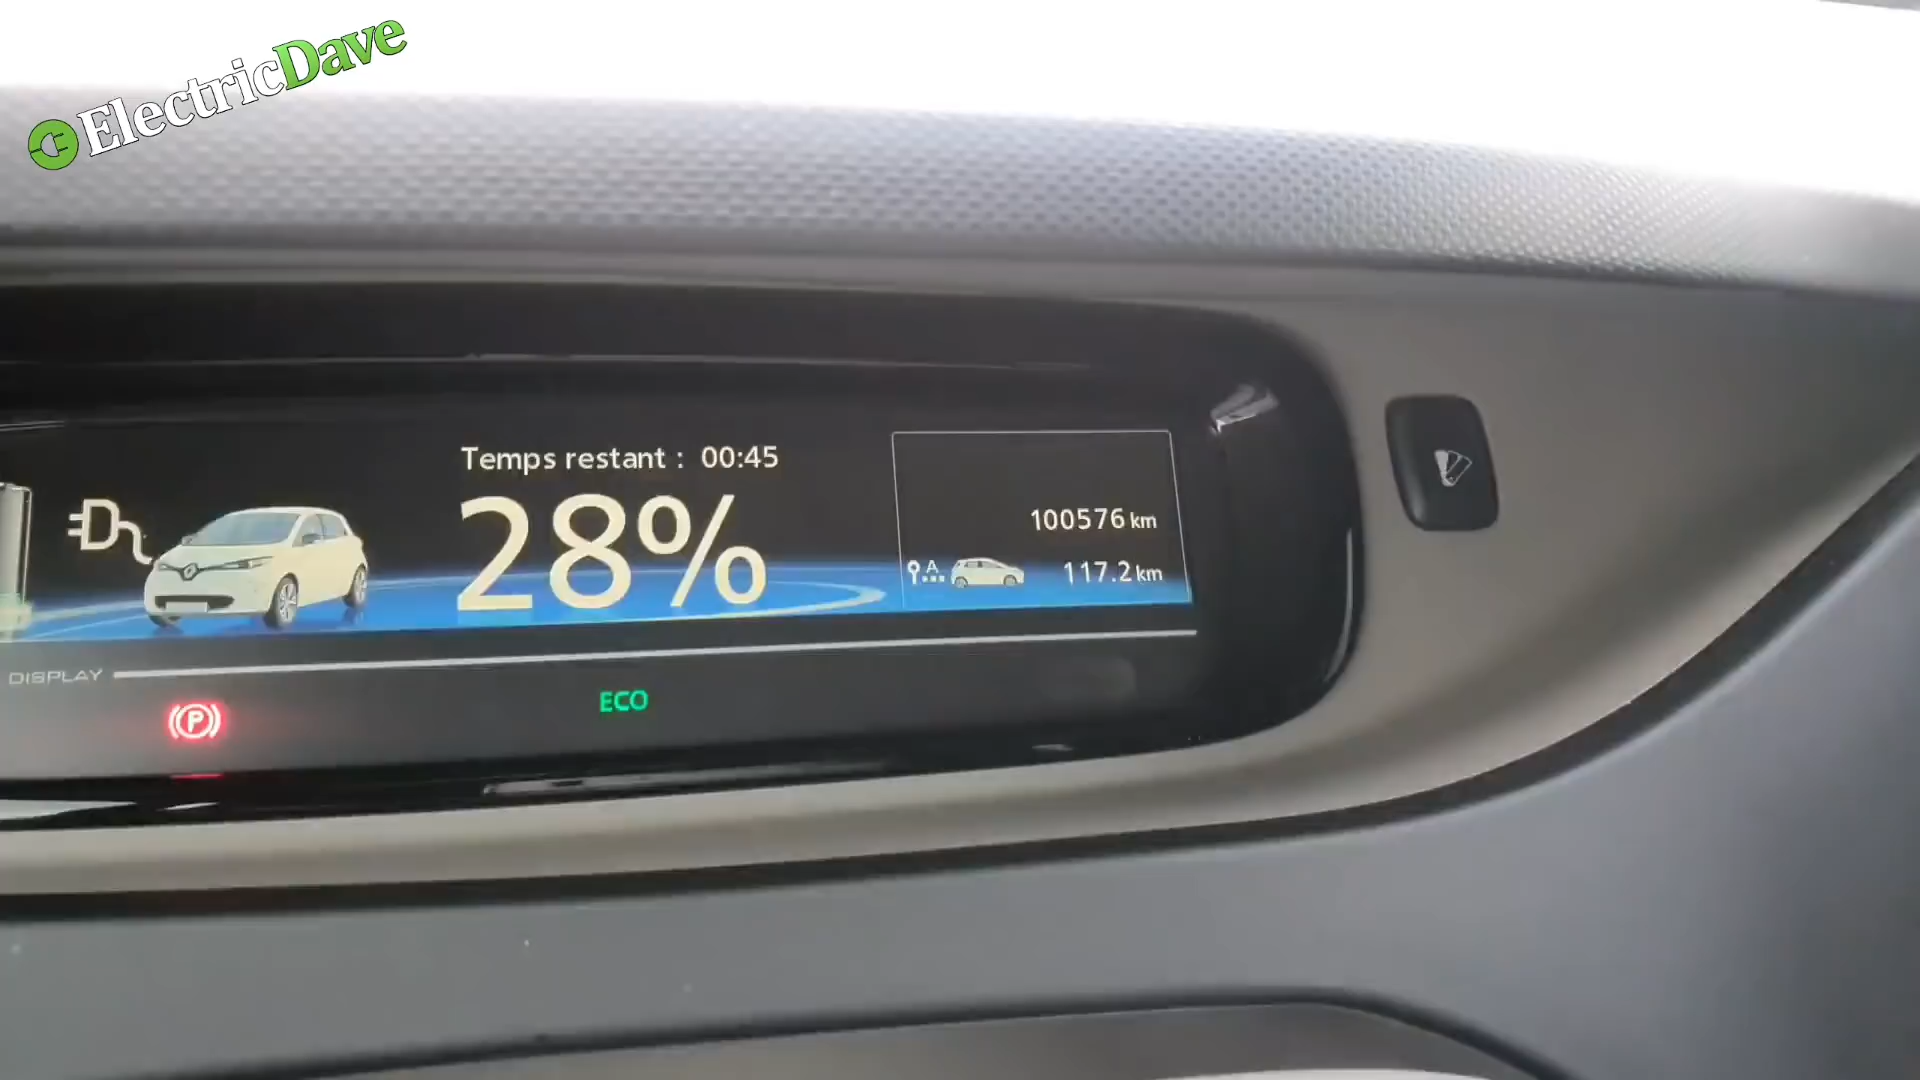 ElectricDave
Temps restant : 00:45
28%
100576 km
A
117.2 km
DISPLAY
P
ECO